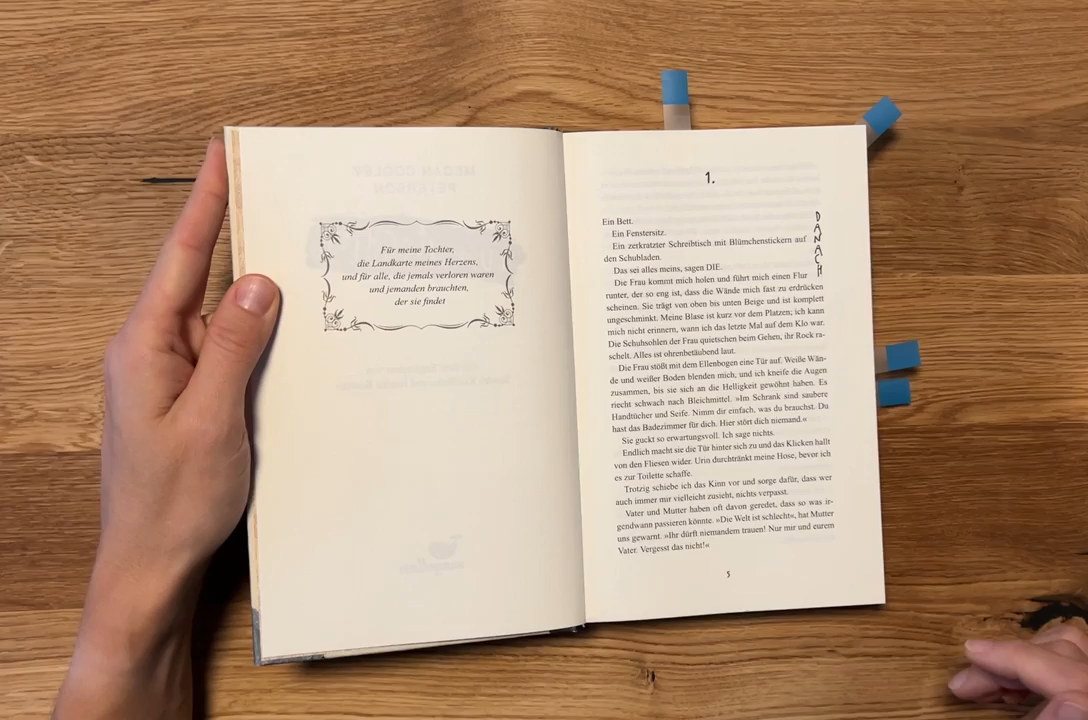 Für meine Tochter,
die Landkarte meines Herzens,
und für alle, die jemals verloren waren
und jemanden brauchten,
der sie findet
1.
DANACH
Ein Bett.
Ein Fenstersitz.
Ein zerkratzter Schreibtisch mit Blümchenstickern auf
den Schubladen.
Das sei alles meins, sagen DIE.
Die Frau kommt mich holen und führt mich einen Flur
runter, der so eng ist, dass die Wände mich fast zu erdrücken
scheinen. Sie trägt von oben bis unten Beige und ist komplett
ungeschminkt. Meine Blase ist kurz vor dem Platzen; ich kann
mich nicht erinnern, wann ich das letzte Mal auf dem Klo war.
Die Schuhsohlen der Frau quietschen beim Gehen, ihr Rock ra-
schelt. Alles ist ohrenbetäubend laut.
Die Frau stößt mit dem Ellenbogen eine Tür auf. Weiße Wän-
de und weißer Boden blenden mich, und ich kneife die Augen
zusammen, bis sie sich an die Helligkeit gewöhnt haben. Es
riecht schwach nach Bleichmittel. »Im Schrank sind saubere
Handtücher und Seife. Nimm dir einfach, was du brauchst. Du
hast das Badezimmer für dich. Hier stört dich niemand.«
Sie guckt so erwartungsvoll. Ich sage nichts.
Endlich macht sie die Tür hinter sich zu und das Klicken hallt
von den Fliesen wider. Urin durchtränkt meine Hose, bevor ich
es zur Toilette schaffe.
Trotzig schiebe ich das Kinn vor und sorge dafür, dass wer
auch immer mir vielleicht zusieht, nichts verpasst.
Vater und Mutter haben oft davon geredet, dass so was ir-
gendwann passieren könnte. »Die Welt ist schlecht«, hat Mutter
uns gewarnt. »Ihr dürft niemandem trauen! Nur mir und eurem
Vater. Vergesst das nicht!«
5